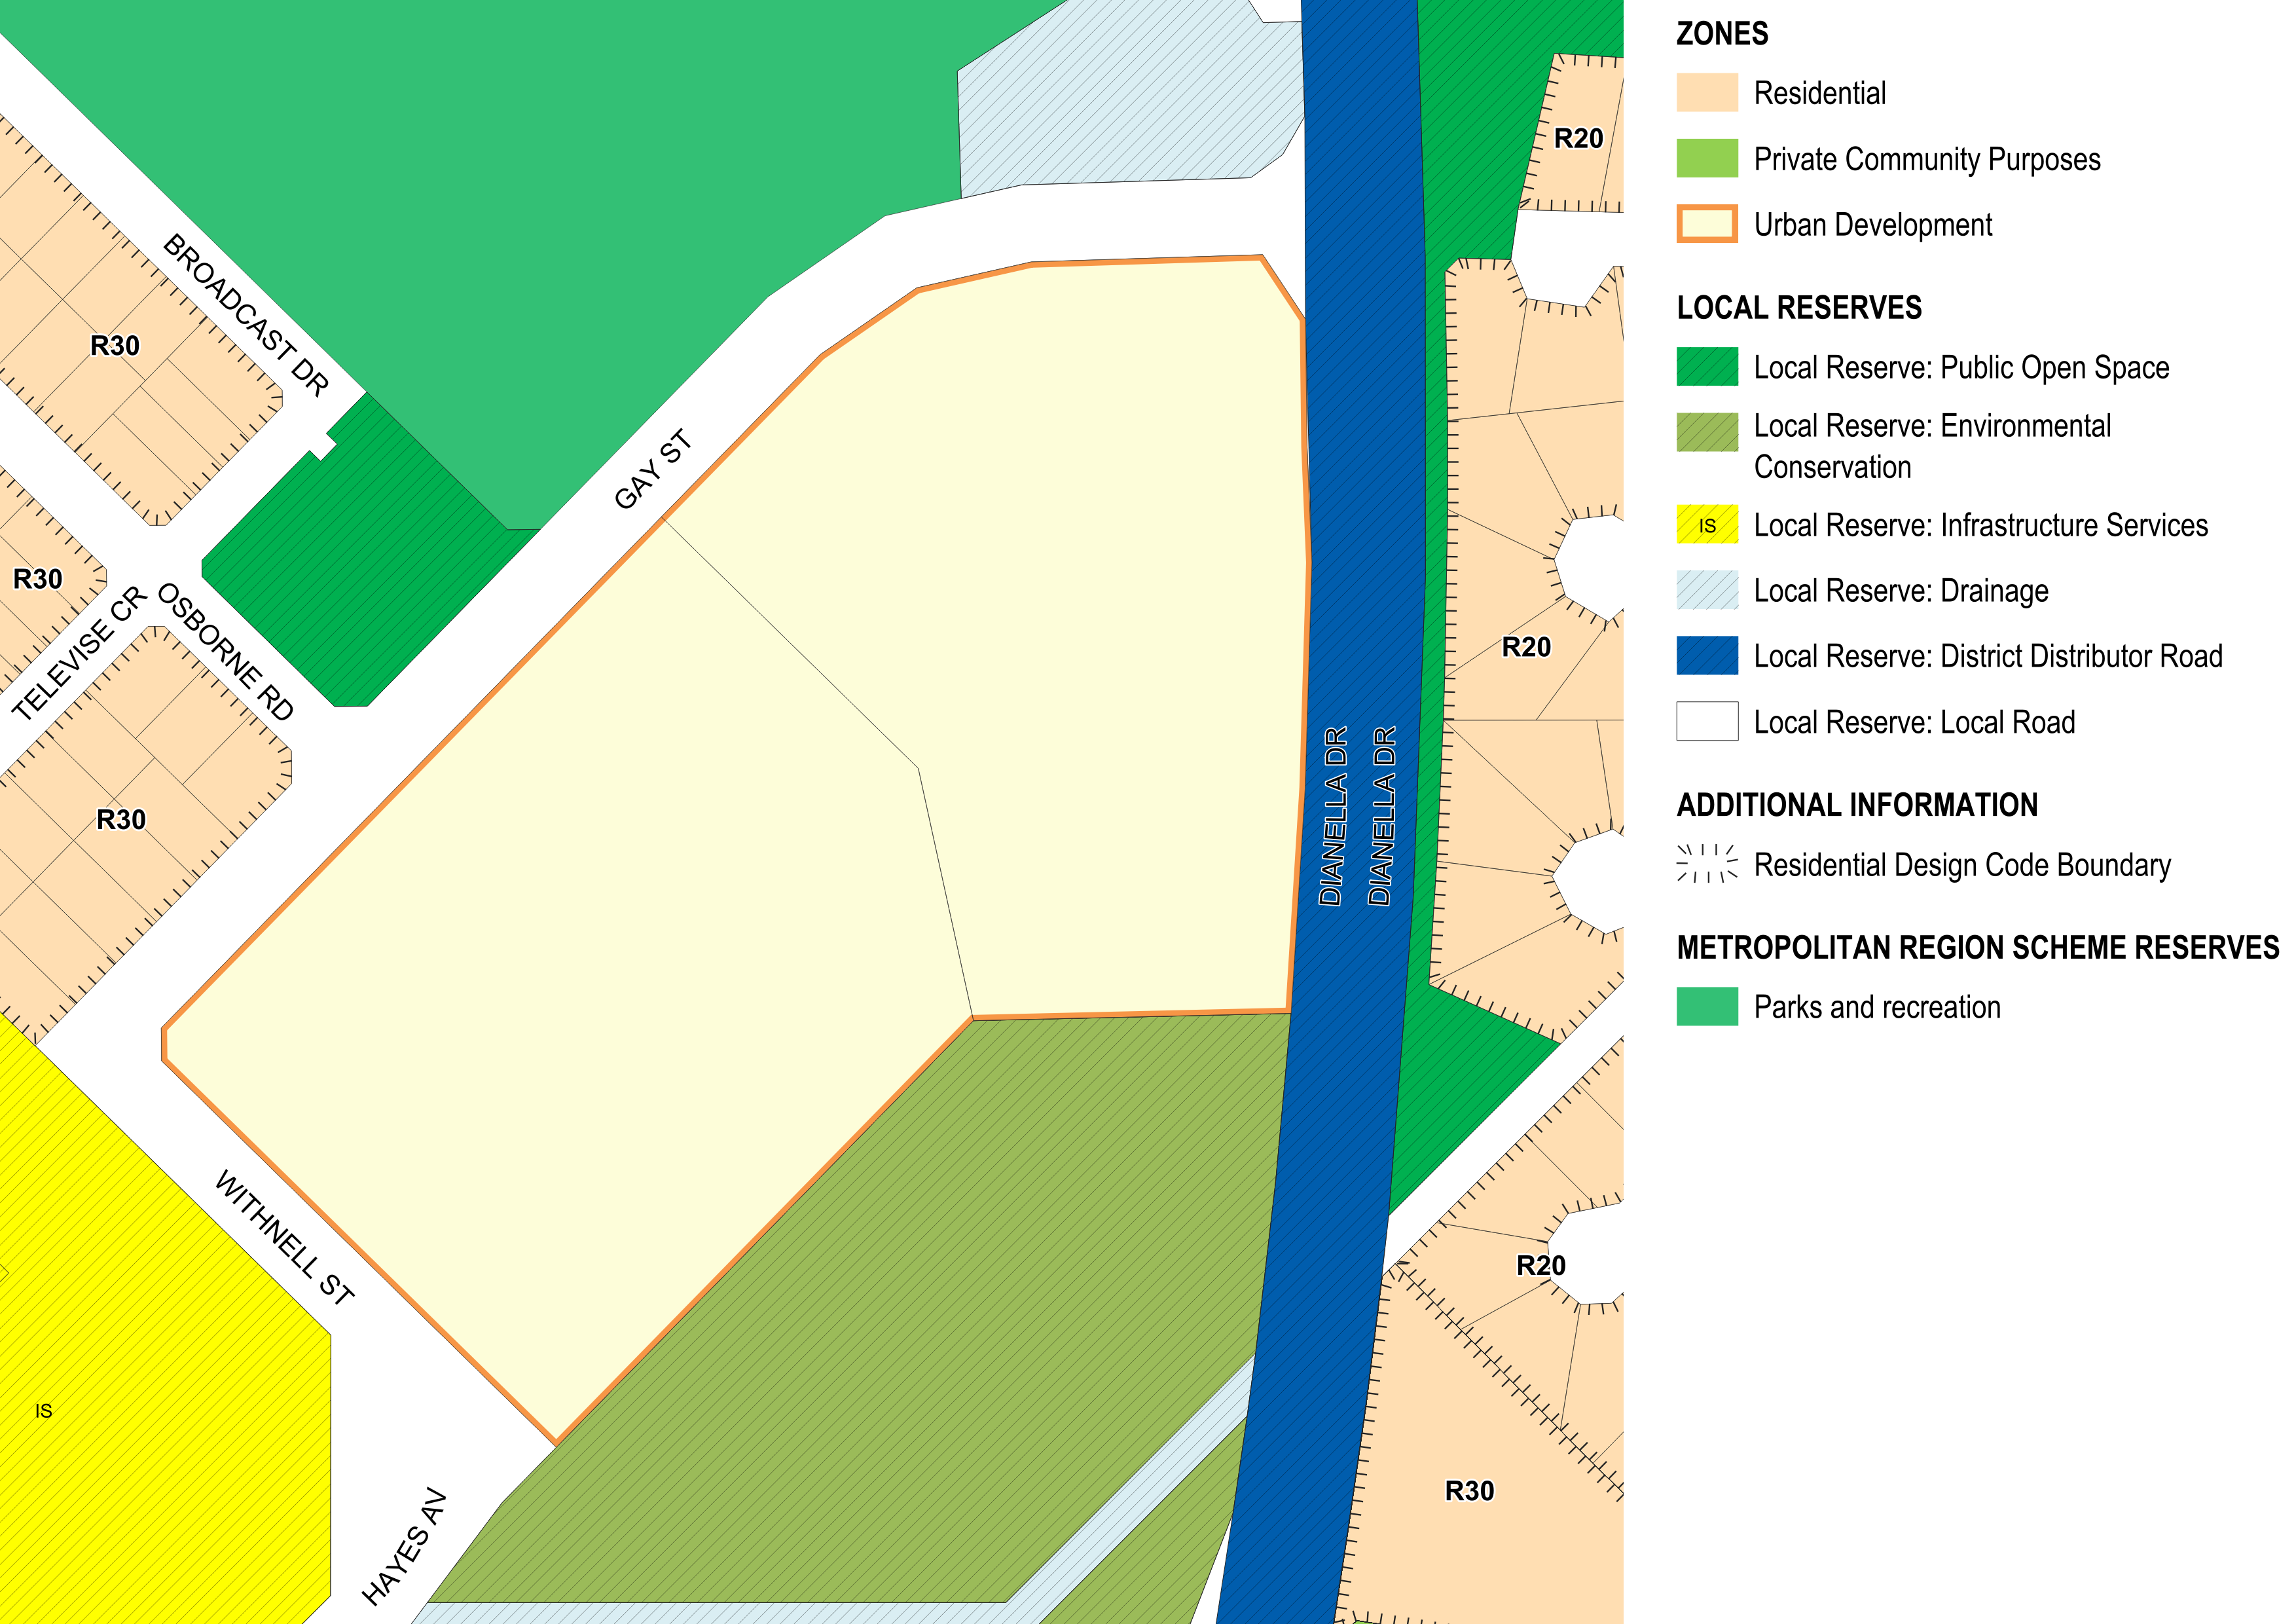 BROADCAST DR
R30
R30
TELEVISE CR
OSBORNE RD
R30
GAY ST
WITHNELL ST
IS
HAYES AV
DIANELLA DR
DIANELLA DR
R20
R20
R20
R30
ZONES
Residential
Private Community Purposes
Urban Development
LOCAL RESERVES
Local Reserve: Public Open Space
Local Reserve: Environmental
Conservation
IS
Local Reserve: Infrastructure Services
Local Reserve: Drainage
Local Reserve: District Distributor Road
Local Reserve: Local Road
ADDITIONAL INFORMATION
Residential Design Code Boundary
METROPOLITAN REGION SCHEME RESERVES
Parks and recreation